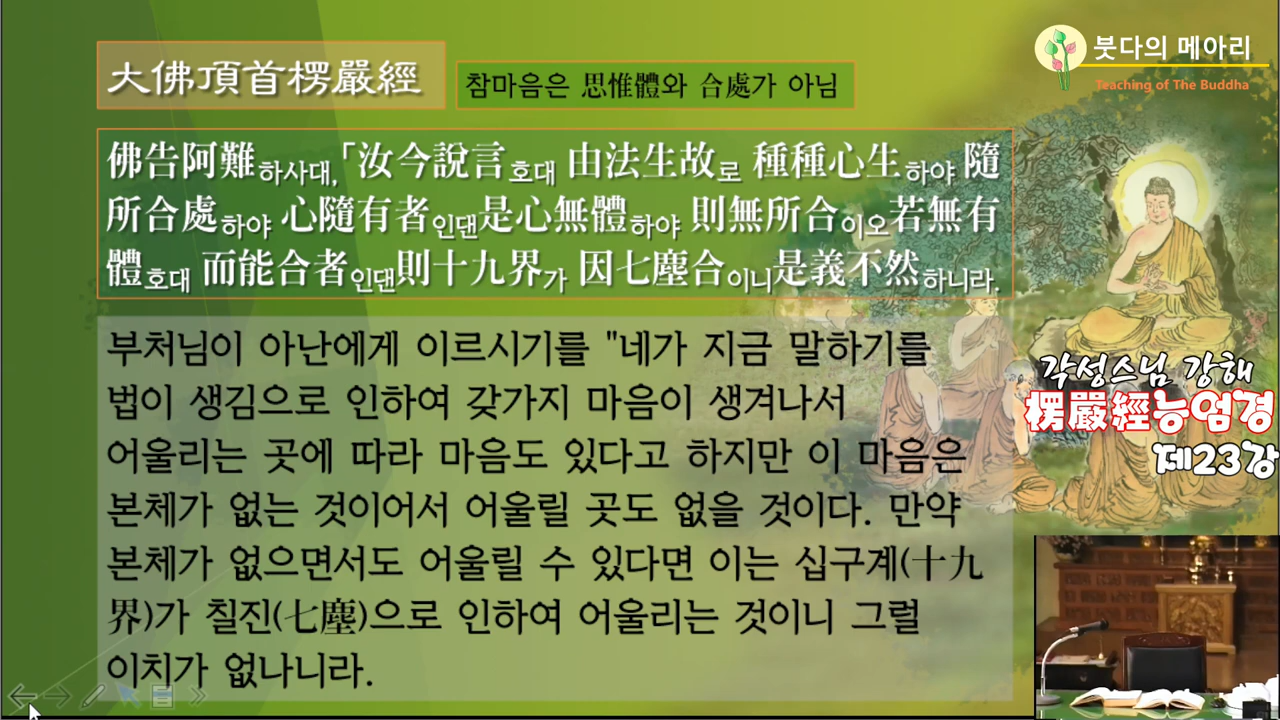 大佛頂首楞嚴經
참마음은 思惟體와 合處가 아님
붓다의 메아리
Teaching of The Buddha
佛告阿難하사대,「汝今說言호대 由法生故로 種種心生하야 隨
所合處하야 心隨有者인댄是心無體하야 則無所合이오若無有
體호대 而能合者인댄則十九界가 因七塵合이니是義不然하니라.
부처님이 아난에게 이르시기를 "네가 지금 말하기를
법이 생김으로 인하여 갖가지 마음이 생겨나서
어울리는 곳에 따라 마음도 있다고 하지만 이 마음은
본체가 없는 것이어서 어울릴 곳도 없을 것이다. 만약
본체가 없으면서도 어울릴 수 있다면 이는 십구계(十九
界)가 칠진(七塵)으로 인하여 어울리는 것이니 그럴
이치가 없나니라.
각성스님 강해
楞嚴經능엄경
제23강